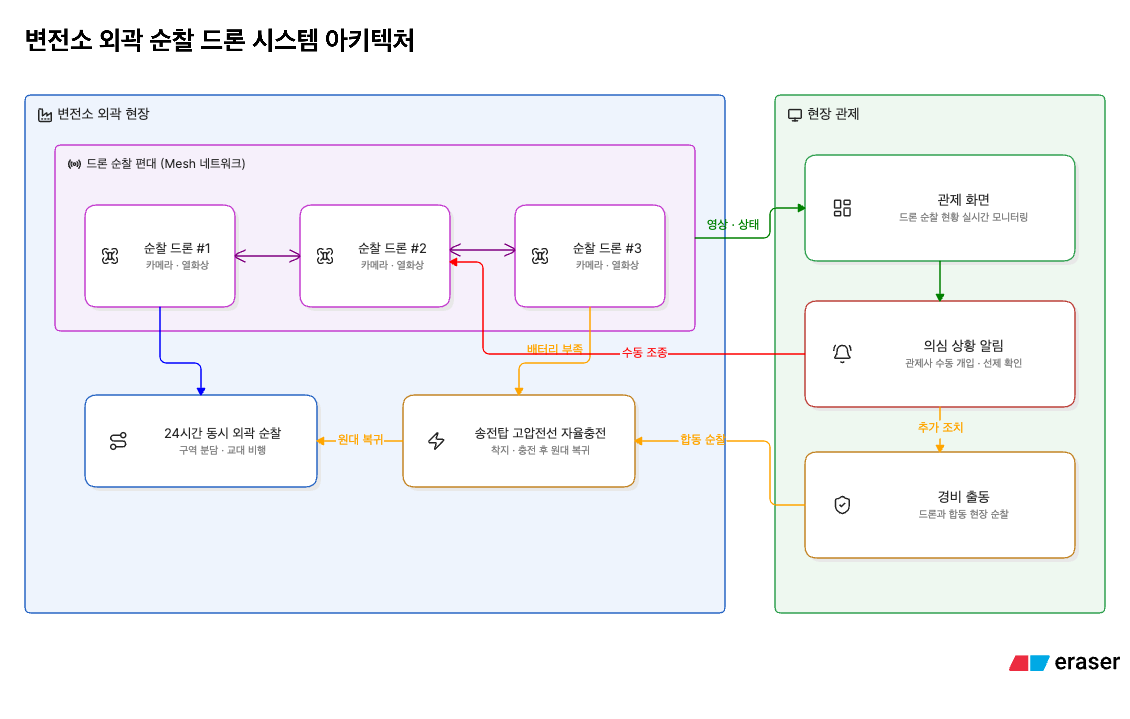 변전소 외곽 순찰 드론 시스템 아키텍처
변전소 외곽 현장
드론 순찰 편대 (Mesh 네트워크)
순찰 드론 #1
카메라 · 열화상
순찰 드론 #2
카메라 · 열화상
순찰 드론 #3
카메라 · 열화상
영상 · 상태
배터리 부족
수동 조종
24시간 동시 외곽 순찰
구역 분담 · 교대 비행
원대 복귀
송전탑 고압전선 자율충전
착지 · 충전 후 원대 복귀
합동 순찰
현장 관제
관제 화면
드론 순찰 현황 실시간 모니터링
의심 상황 알림
관제사 수동 개입 · 선제 확인
추가 조치
경비 출동
드론과 합동 현장 순찰
eraser